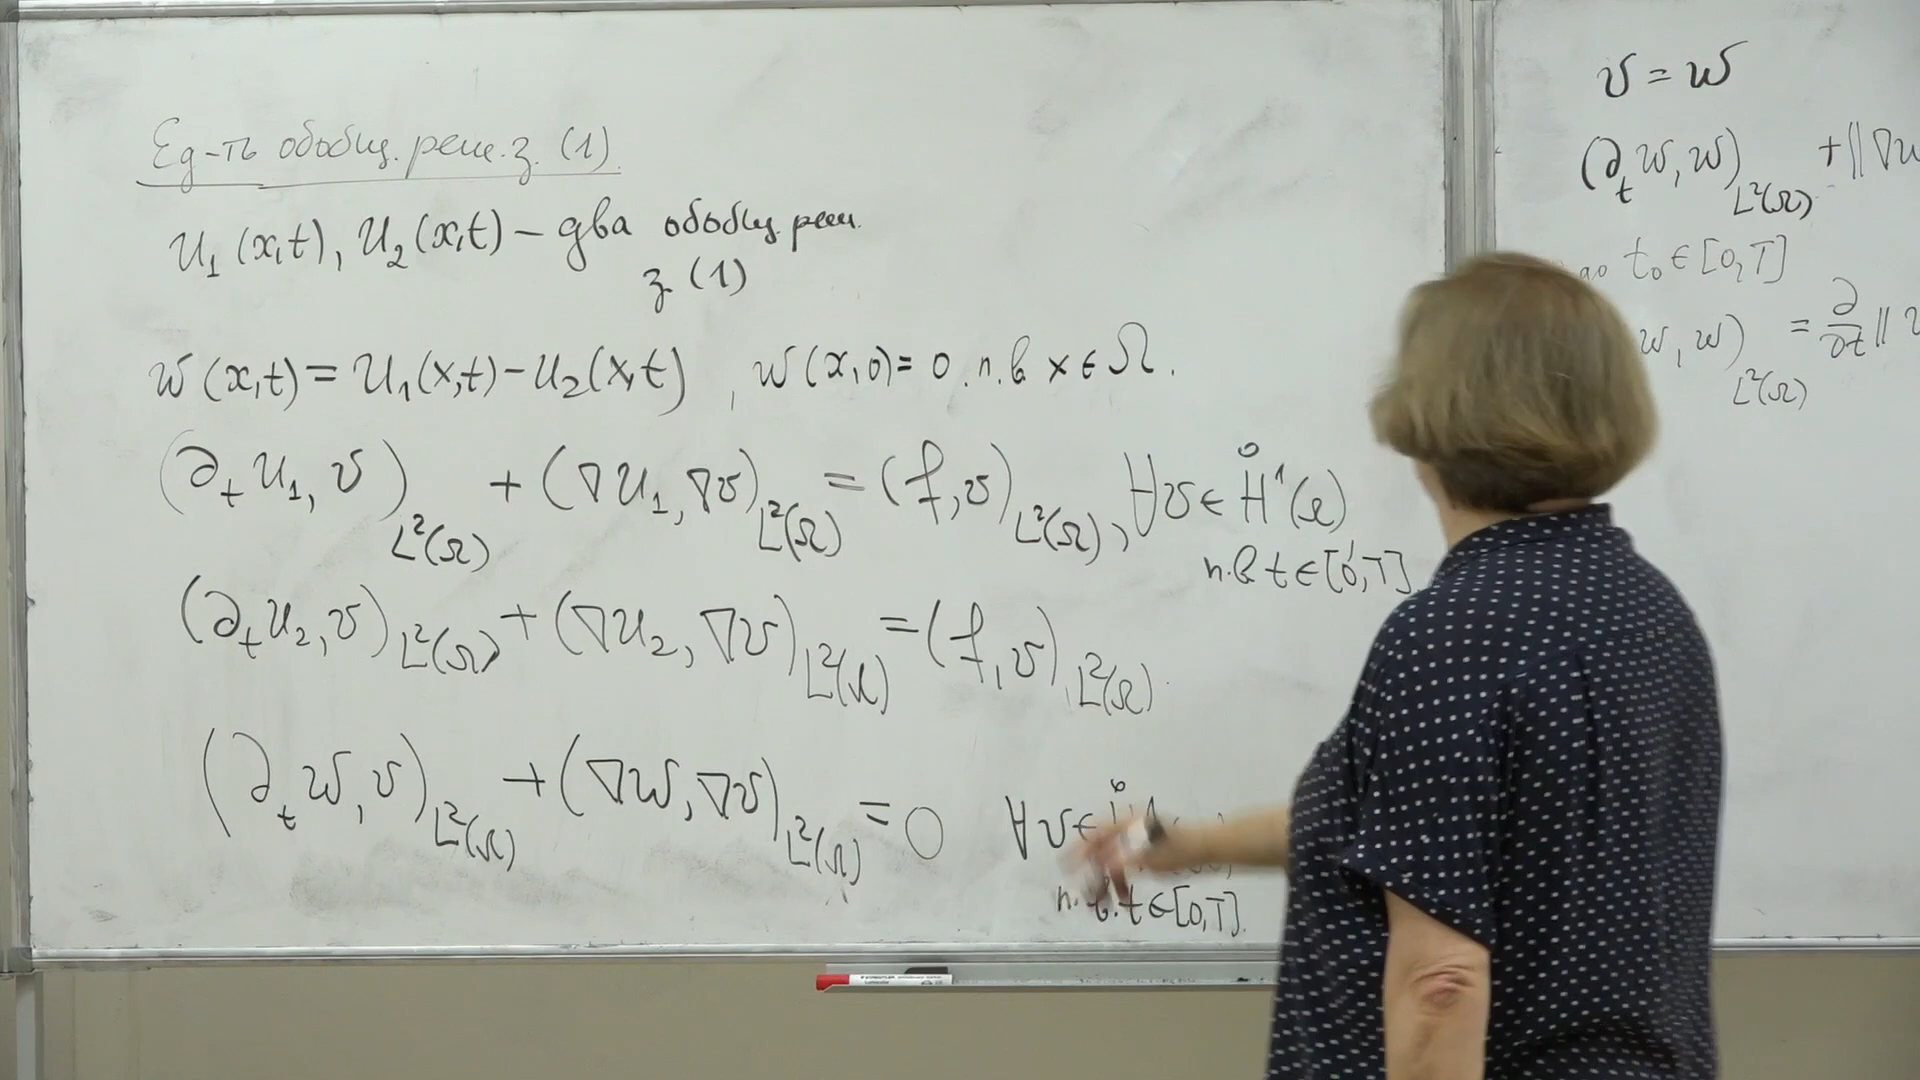 Ед-ть обобщ. реш. з. (1).
u₁(x,t), u₂(x,t) – два обобщ. реш.
з (1)
w(x,t) = u₁(x,t) – u₂(x,t), w(x,0) = 0 п.в x ∈ Ω.
(∂ₜu₁, v)_{L²(Ω)} + (∇u₁, ∇v)_{L²(Ω)} = (f, v)_{L²(Ω)}, ∀v ∈ H̊¹(Ω)
п.в t ∈ [0,T]
(∂ₜu₂, v)_{L²(Ω)} + (∇u₂, ∇v)_{L²(Ω)} = (f, v)_{L²(Ω)}.
(∂ₜw, v)_{L²(Ω)} + (∇w, ∇v)_{L²(Ω)} = 0 ∀v ∈
п.в. t ∈ [0,T].
v = w
(∂ₜw, w)_{L²(Ω)} + ‖∇w
t₀ ∈ [0,T]
w, w)_{L²(Ω)} = ∂/∂t ‖